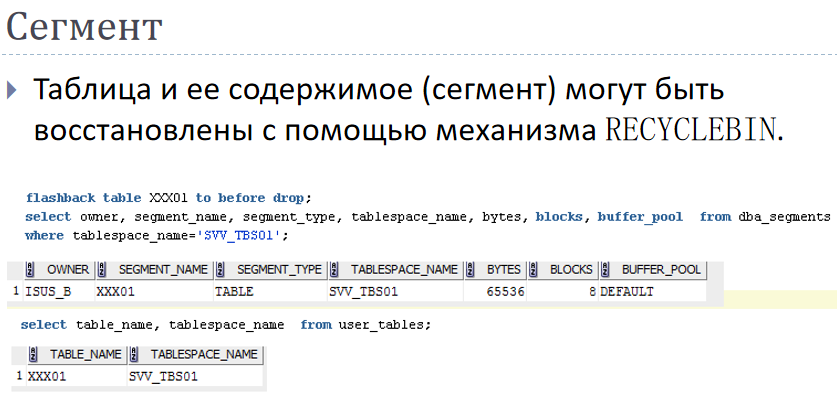 Сегмент
Таблица и ее содержимое (сегмент) могут быть
восстановлены с помощью механизма RECYCLEBIN.
flashback table XXX01 to before drop;
select owner, segment_name, segment_type, tablespace_name, bytes, blocks, buffer_pool from dba_segments
where tablespace_name='SVV_TBS01';
OWNER SEGMENT_NAME SEGMENT_TYPE TABLESPACE_NAME BYTES BLOCKS BUFFER_POOL
1 ISUS_B XXX01 TABLE SVV_TBS01 65536 8 DEFAULT
select table_name, tablespace_name from user_tables;
TABLE_NAME TABLESPACE_NAME
1 XXX01 SVV_TBS01